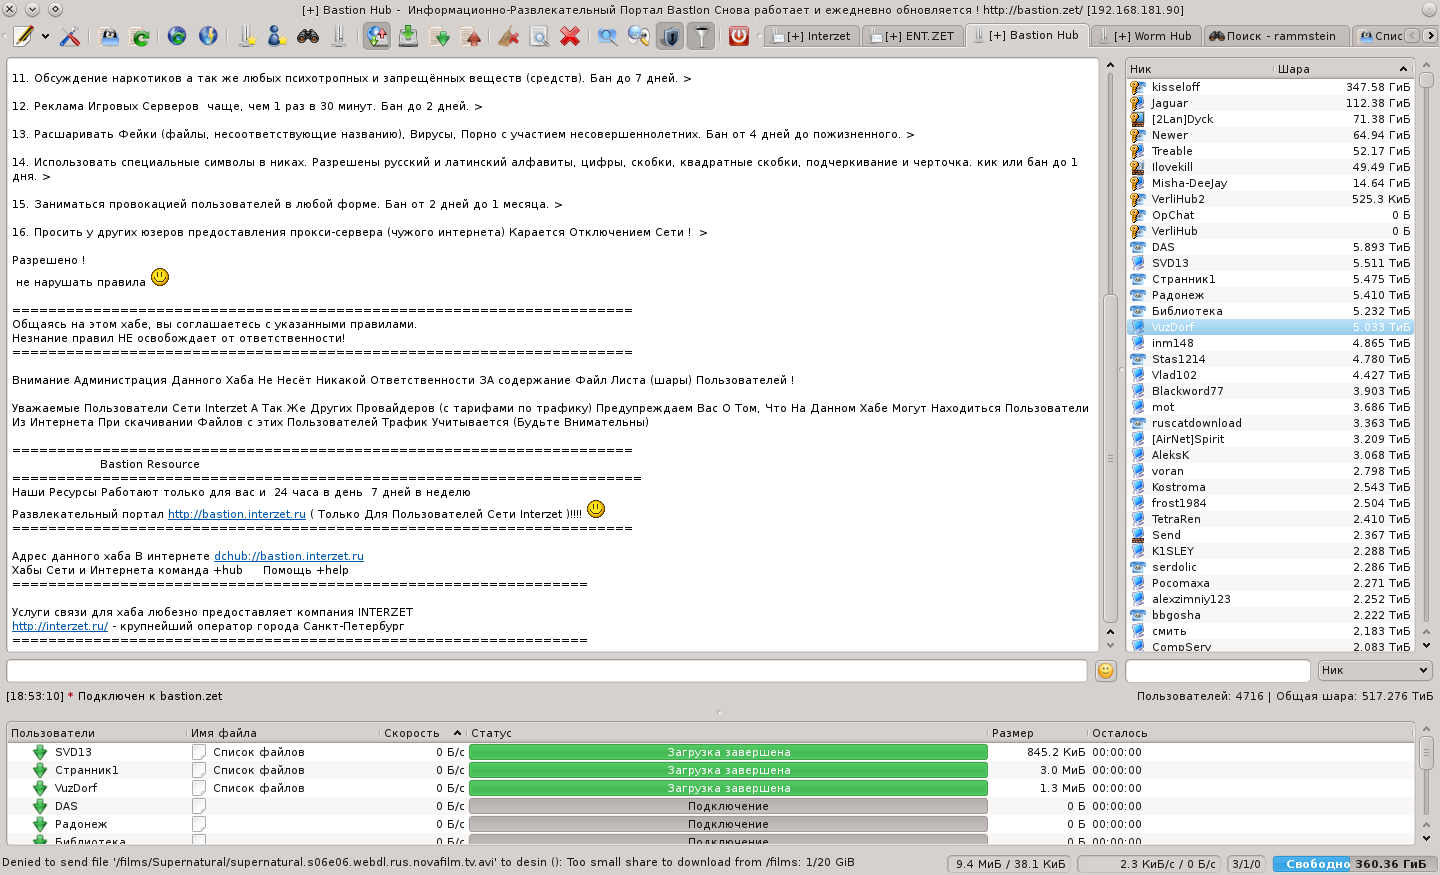 [+] Bastion Hub -  Информационно-Развлекательный Портал BastIon Снова работает и ежедневно обновляется ! http://bastion.zet/ [192.168.181.90]
[+] Interzet
[+] ENT.ZET
[+] Bastion Hub
[+] Worm Hub
Поиск - rammstein
Спис
11. Обсуждение наркотиков а так же любых психотропных и запрещённых веществ (средств). Бан до 7 дней. >
12. Реклама Игровых Серверов  чаще, чем 1 раз в 30 минут. Бан до 2 дней. >
13. Расшаривать Фейки (файлы, несоответствующие названию), Вирусы, Порно с участием несовершеннолетних. Бан от 4 дней до пожизненного. >
14. Использовать специальные символы в никах. Разрешены русский и латинский алфавиты, цифры, скобки, квадратные скобки, подчеркивание и черточка. кик или бан до 1
дня. >
15. Заниматься провокацией пользователей в любой форме. Бан от 2 дней до 1 месяца. >
16. Просить у других юзеров предоставления прокси-сервера (чужого интернета) Карается Отключением Сети !  >
Разрешено !
не нарушать правила
=====================================================================
Общаясь на этом хабе, вы соглашаетесь с указанными правилами.
Незнание правил НЕ освобождает от ответственности!
=====================================================================
Внимание Администрация Данного Хаба Не Несёт Никакой Ответственности ЗА содержание Файл Листа (шары) Пользователей !
Уважаемые Пользователи Сети Interzet А Так Же Других Провайдеров (с тарифами по трафику) Предупреждаем Вас О Том, Что На Данном Хабе Могут Находиться Пользователи
Из Интернета При скачивании Файлов с этих Пользователей Трафик Учитывается (Будьте Внимательны)
=====================================================================
Bastion Resource
======================================================================
Наши Ресурсы Работают только для вас и  24 часа в день  7 дней в неделю
Развлекательный портал http://bastion.interzet.ru ( Только Для Пользователей Сети Interzet )!!!!
=====================================================================
Адрес данного хаба В интернете dchub://bastion.interzet.ru
Хабы Сети и Интернета команда +hub     Помощь +help
================================================================
Услуги связи для хаба любезно предоставляет компания INTERZET
http://interzet.ru/ - крупнейший оператор города Санкт-Петербург
================================================================
Ник Шара
kisseloff 347.58 ГиБ
Jaguar 112.38 ГиБ
[2Lan]Dyck 71.38 ГиБ
Newer 64.94 ГиБ
Treable 52.17 ГиБ
Ilovekill 49.49 ГиБ
Misha-DeeJay 14.64 ГиБ
VerliHub2 525.3 КиБ
OpChat 0 Б
VerliHub 0 Б
DAS 5.893 ТиБ
SVD13 5.511 ТиБ
Странник1 5.475 ТиБ
Радонеж 5.410 ТиБ
Библиотека 5.232 ТиБ
VuzDorf 5.033 ТиБ
inm148 4.865 ТиБ
Stas1214 4.780 ТиБ
Vlad102 4.427 ТиБ
Blackword77 3.903 ТиБ
mot 3.686 ТиБ
ruscatdownload 3.363 ТиБ
[AirNet]Spirit 3.209 ТиБ
AleksK 3.068 ТиБ
voran 2.798 ТиБ
Kostroma 2.543 ТиБ
frost1984 2.504 ТиБ
TetraRen 2.410 ТиБ
Send 2.367 ТиБ
K1SLEY 2.288 ТиБ
serdolic 2.286 ТиБ
Росомаха 2.271 ТиБ
alexzimniy123 2.252 ТиБ
bbgosha 2.222 ТиБ
смить 2.183 ТиБ
CompServ 2.083 ТиБ
Ник
[18:53:10] * Подключен к bastion.zet
Пользователей: 4716 | Общая шара: 517.276 ТиБ
Пользователи Имя файла Скорость Статус Размер Осталось
SVD13 Список файлов 0 Б/с Загрузка завершена 845.2 КиБ 00:00:00
Странник1 Список файлов 0 Б/с Загрузка завершена 3.0 МиБ 00:00:00
VuzDorf Список файлов 0 Б/с Загрузка завершена 1.3 МиБ 00:00:00
DAS 0 Б/с Подключение 0 Б 00:00:00
Радонеж 0 Б/с Подключение 0 Б 00:00:00
Библиотека 0 Б/с Подключение 0 Б 00:00:00
Denied to send file '/films/Supernatural/supernatural.s06e06.webdl.rus.novafilm.tv.avi' to desin (): Too small share to download from /films: 1/20 GiB
9.4 МиБ / 38.1 КиБ
2.3 КиБ/с / 0 Б/с
3/1/0
Свободно 360.36 ГиБ